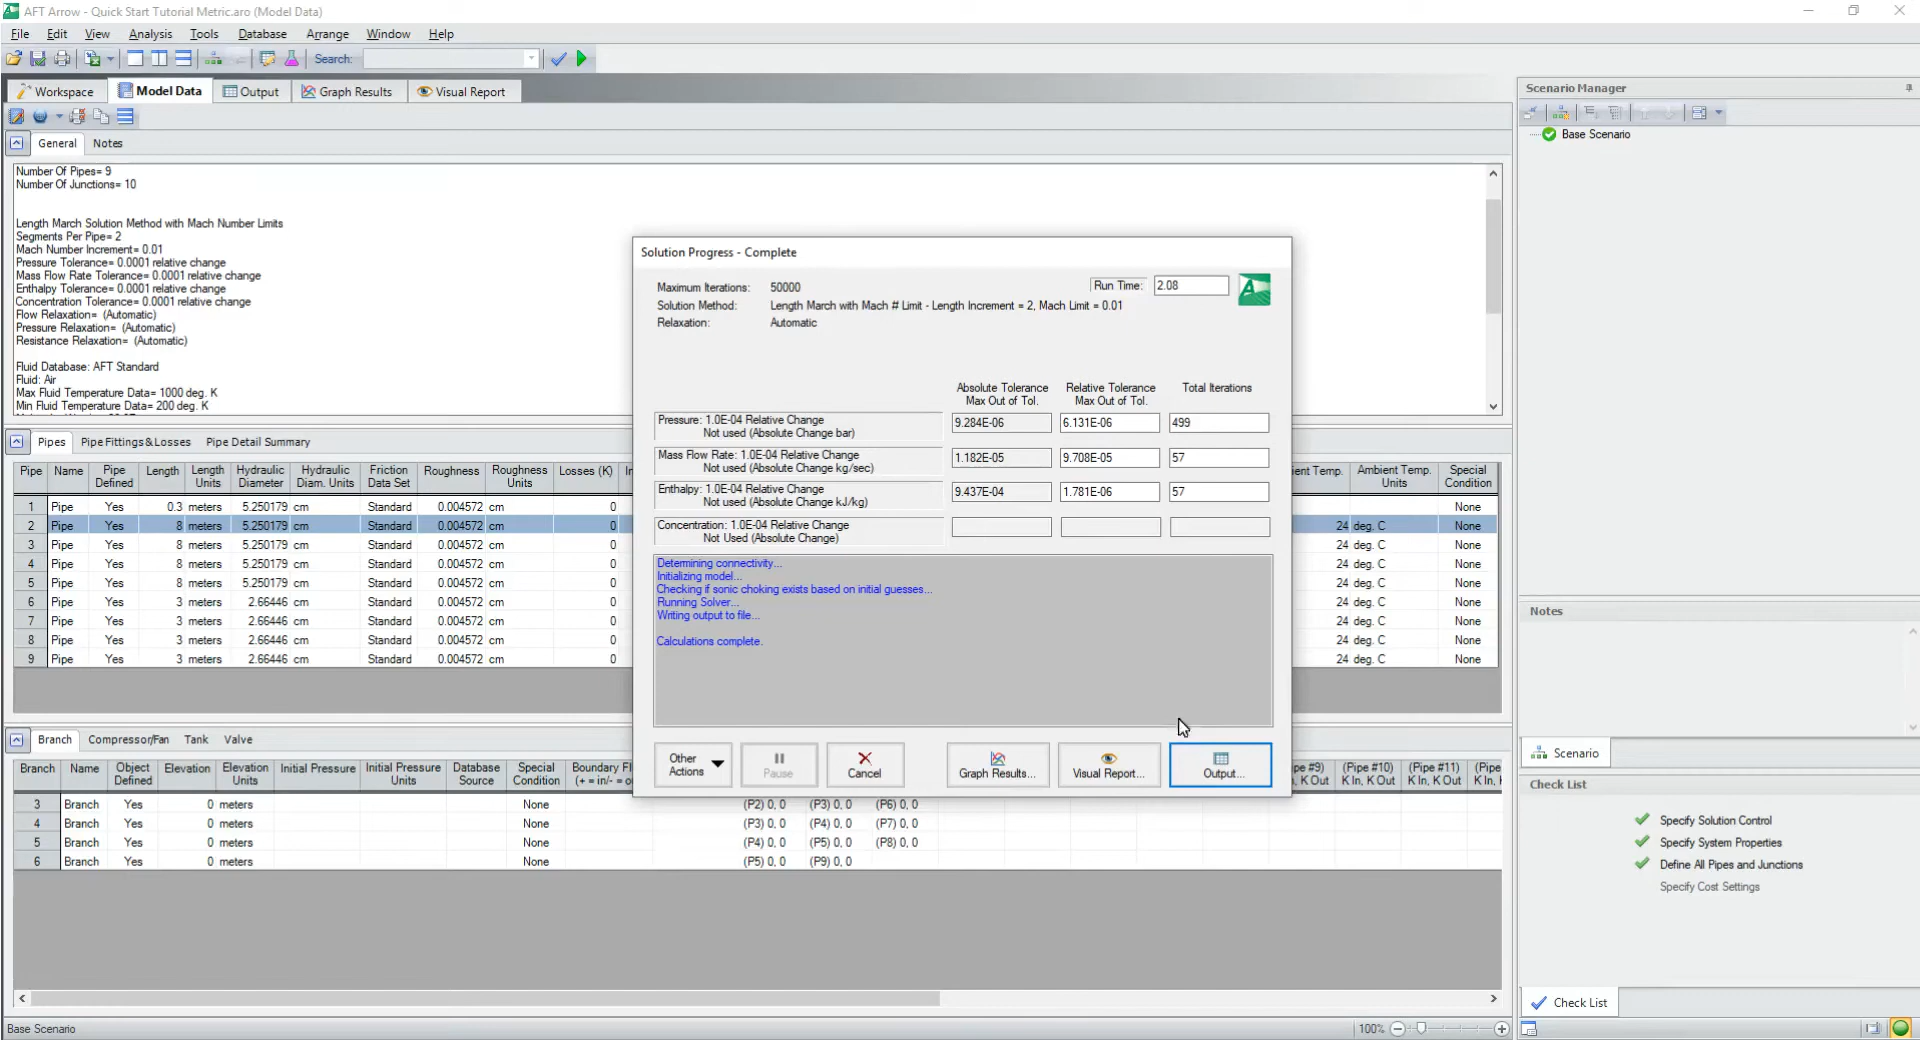 AFT Arrow - Quick Start Tutorial Metric.aro (Model Data)
File Edit View Analysis Tools Database Arrange Window Help
Search:
Workspace Model Data Output Graph Results Visual Report
General Notes
Number Of Pipes= 9
Number Of Junctions= 10
Length March Solution Method with Mach Number Limits
Segments Per Pipe= 2
Mach Number Increment= 0.01
Pressure Tolerance= 0.0001 relative change
Mass Flow Rate Tolerance= 0.0001 relative change
Enthalpy Tolerance= 0.0001 relative change
Concentration Tolerance= 0.0001 relative change
Flow Relaxation= (Automatic)
Pressure Relaxation= (Automatic)
Resistance Relaxation= (Automatic)
Fluid Database: AFT Standard
Fluid: Air
Max Fluid Temperature Data= 1000 deg. K
Min Fluid Temperature Data= 200 deg. K
Pipes Pipe Fittings & Losses Pipe Detail Summary
Pipe Name Pipe Defined Length Length Units Hydraulic Diameter Hydraulic Diam. Units Friction Data Set Roughness Roughness Units Losses (K) Ambient Temp. Units Special Condition
1 Pipe Yes 0.3 meters 5.250179 cm Standard 0.004572 cm 0 None
2 Pipe Yes 8 meters 5.250179 cm Standard 0.004572 cm 0 24 deg. C None
3 Pipe Yes 8 meters 5.250179 cm Standard 0.004572 cm 0 24 deg. C None
4 Pipe Yes 8 meters 5.250179 cm Standard 0.004572 cm 0 24 deg. C None
5 Pipe Yes 8 meters 5.250179 cm Standard 0.004572 cm 0 24 deg. C None
6 Pipe Yes 3 meters 2.66446 cm Standard 0.004572 cm 0 24 deg. C None
7 Pipe Yes 3 meters 2.66446 cm Standard 0.004572 cm 0 24 deg. C None
8 Pipe Yes 3 meters 2.66446 cm Standard 0.004572 cm 0 24 deg. C None
9 Pipe Yes 3 meters 2.66446 cm Standard 0.004572 cm 0 24 deg. C None
Branch Compressor/Fan Tank Valve
Branch Name Object Defined Elevation Elevation Units Initial Pressure Initial Pressure Units Database Source Special Condition Boundary (Pipe #10) K In, K Out (Pipe #11) K In, K Out
3 Branch Yes 0 meters None (P2) 0, 0 (P3) 0, 0 (P6) 0, 0
4 Branch Yes 0 meters None (P3) 0, 0 (P4) 0, 0 (P7) 0, 0
5 Branch Yes 0 meters None (P4) 0, 0 (P5) 0, 0 (P8) 0, 0
6 Branch Yes 0 meters None (P5) 0, 0 (P9) 0, 0
Base Scenario
100%
Solution Progress - Complete
Maximum Iterations: 50000
Run Time: 2.08
Solution Method: Length March with Mach # Limit - Length Increment = 2, Mach Limit = 0.01
Relaxation: Automatic
Absolute Tolerance Relative Tolerance Total Iterations
Max Out of Tol. Max Out of Tol.
Pressure: 1.0E-04 Relative Change 9.284E-06 6.131E-06 499
Not used (Absolute Change bar)
Mass Flow Rate: 1.0E-04 Relative Change 1.182E-05 9.708E-05 57
Not used (Absolute Change kg/sec)
Enthalpy: 1.0E-04 Relative Change 9.437E-04 1.781E-06 57
Not used (Absolute Change kJ/kg)
Concentration: 1.0E-04 Relative Change
Not Used (Absolute Change)
Determining connectivity...
Initializing model...
Checking if sonic choking exists based on initial guesses...
Running Solver...
Writing output to file...
Calculations complete.
Other Actions Pause Cancel Graph Results... Visual Report... Output...
Scenario Manager
Base Scenario
Notes
Scenario
Check List
Specify Solution Control
Specify System Properties
Define All Pipes and Junctions
Specify Cost Settings
Check List